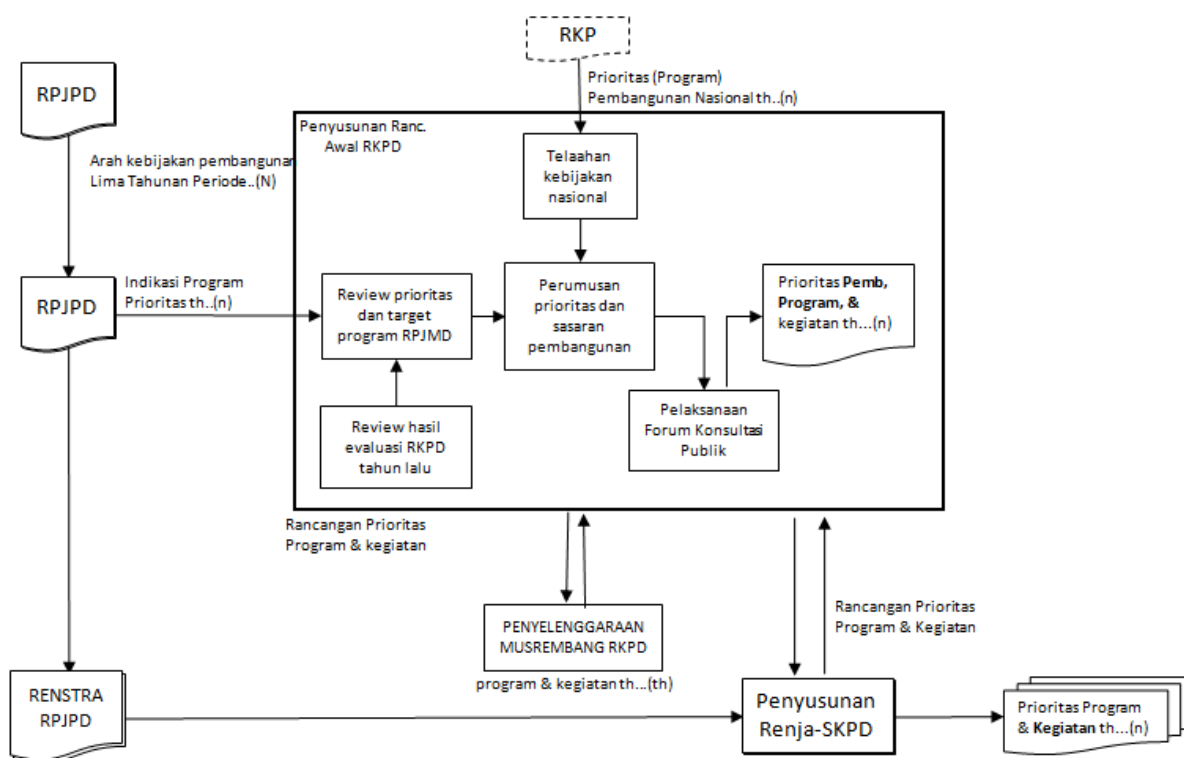 RKP
Prioritas (Program)
Pembangunan Nasional th..(n)
RPJPD
Arah kebijakan pembangunan
Lima Tahunan Periode..(N)
Penyusunan Ranc.
Awal RKPD
Telaahan
kebijakan
nasional
RPJPD
Indikasi Program
Prioritas th..(n)
Review prioritas
dan target
program RPJMD
Perumusan
prioritas dan
sasaran
pembangunan
Prioritas Pemb,
Program, &
kegiatan th...(n)
Review hasil
evaluasi RKPD
tahun lalu
Pelaksanaan
Forum Konsultasi
Publik
Rancangan Prioritas
Program & kegiatan
PENYELENGGARAAN
MUSREMBANG RKPD
program & kegiatan th...(th)
Rancangan Prioritas
Program & Kegiatan
RENSTRA
RPJPD
Penyusunan
Renja-SKPD
Prioritas Program
& Kegiatan th...(n)